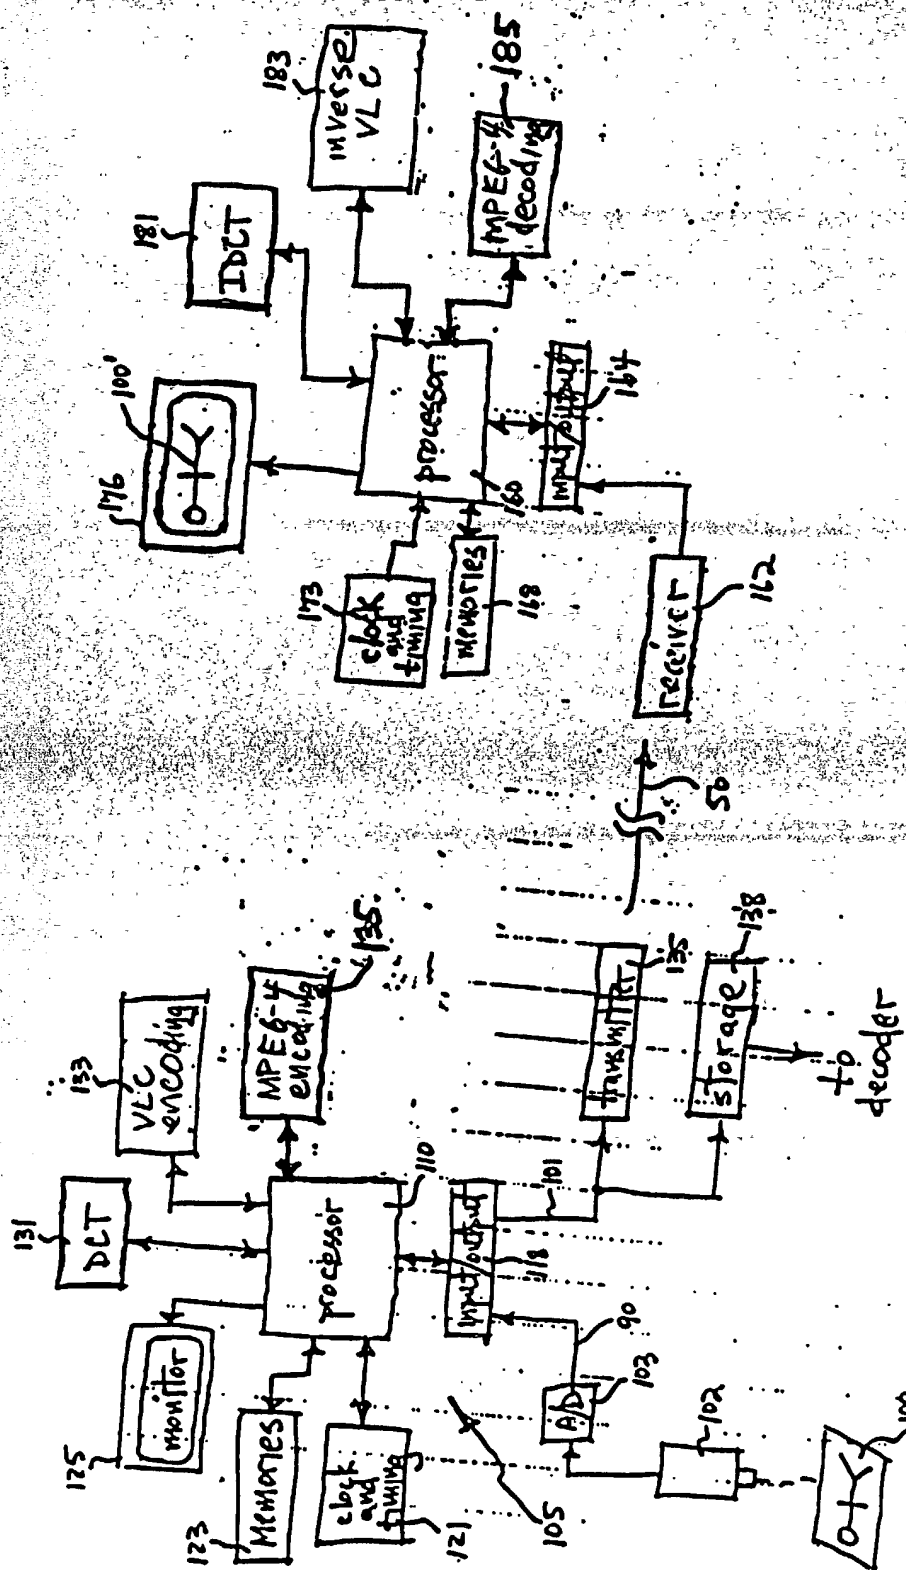 125
monitor
131
DCT
133
VLC
encoding
MPEG-4
encoding
135
123
Memories
processor
110
clock
and
timing
121
input/output
118
101
105
A/D
103
90
102
transmitter
135
storage
138
to
decoder
50
176
100'
181
IDCT
183
inverse
VLC
MPEG-4
decoding
185
173
clock
and
timing
memories
168
processor
160
input/output
164
receiver
162